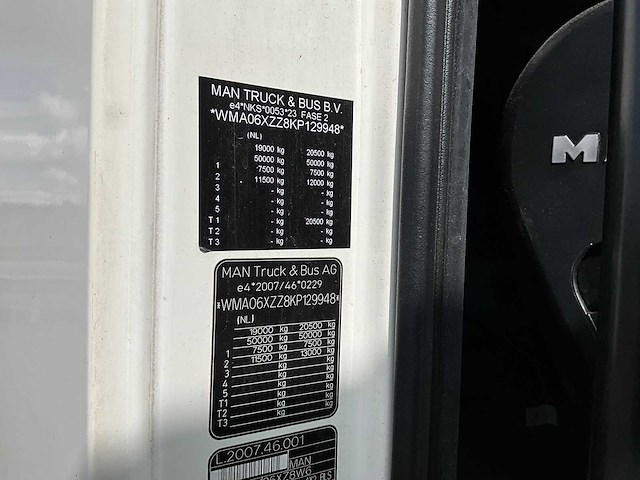 MAN TRUCK & BUS B.V.
e4*NKS*0053*23 FASE 2
*WMA06XZZ8KP129948*
(NL)
19000 kg 20500 kg
50000 kg 50000 kg
1 7500 kg 7500 kg
2 11500 kg 12000 kg
3 - kg - kg
4 - kg - kg
5 - kg - kg
T1 - kg 20500 kg
T2 - kg - kg
T3 - kg - kg
M
MAN Truck & Bus AG
e4*2007/46*0229
*WMA06XZZ8KP129948*
(NL)
19000 kg 20500 kg
50000 kg 50000 kg
1 7500 kg 7500 kg
2 11500 kg 13000 kg
3 kg kg
4 kg kg
5 kg kg
T1 kg kg
T2 kg kg
T3 kg kg
L.2007.46.001
MAN